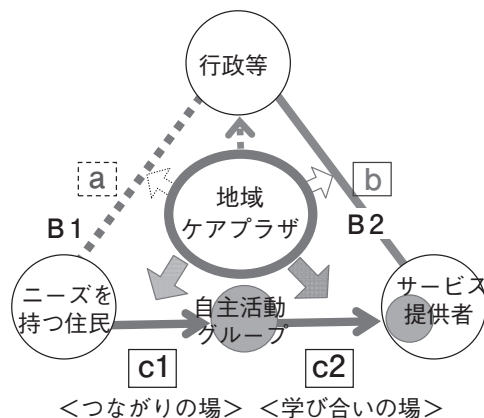 行政等
a
b
地域
ケアプラザ
B1
B2
ニーズを
持つ住民
自主活動
グループ
サービス
提供者
c1
c2
＜つながりの場＞
＜学び合いの場＞